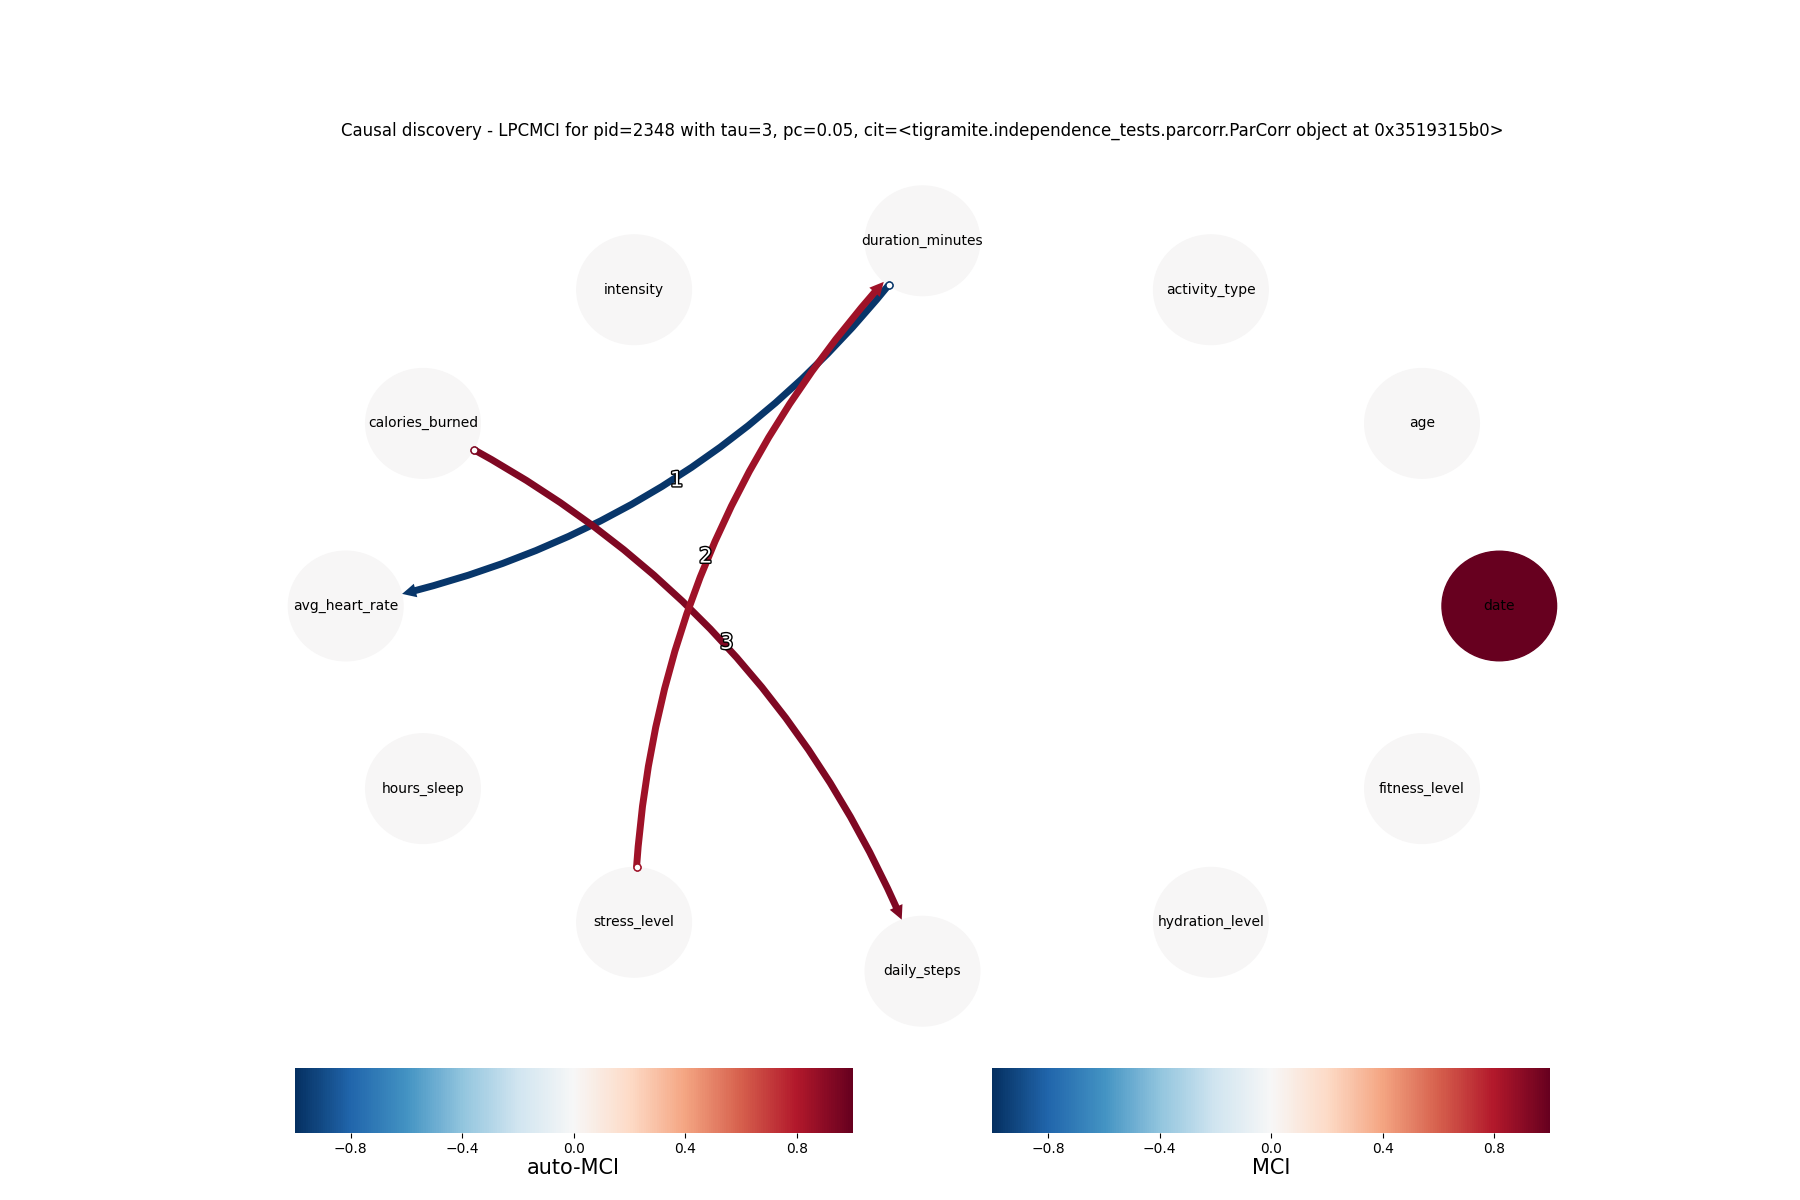 Causal discovery - LPCMCI for pid=2348 with tau=3, pc=0.05, cit=<tigramite.independence_tests.parcorr.ParCorr object at 0x3519315b0>
duration_minutes
intensity
activity_type
calories_burned
age
1
2
avg_heart_rate
date
3
hours_sleep
fitness_level
stress_level
hydration_level
daily_steps
−0.8 −0.4 0.0 0.4 0.8
auto-MCI
−0.8 −0.4 0.0 0.4 0.8
MCI